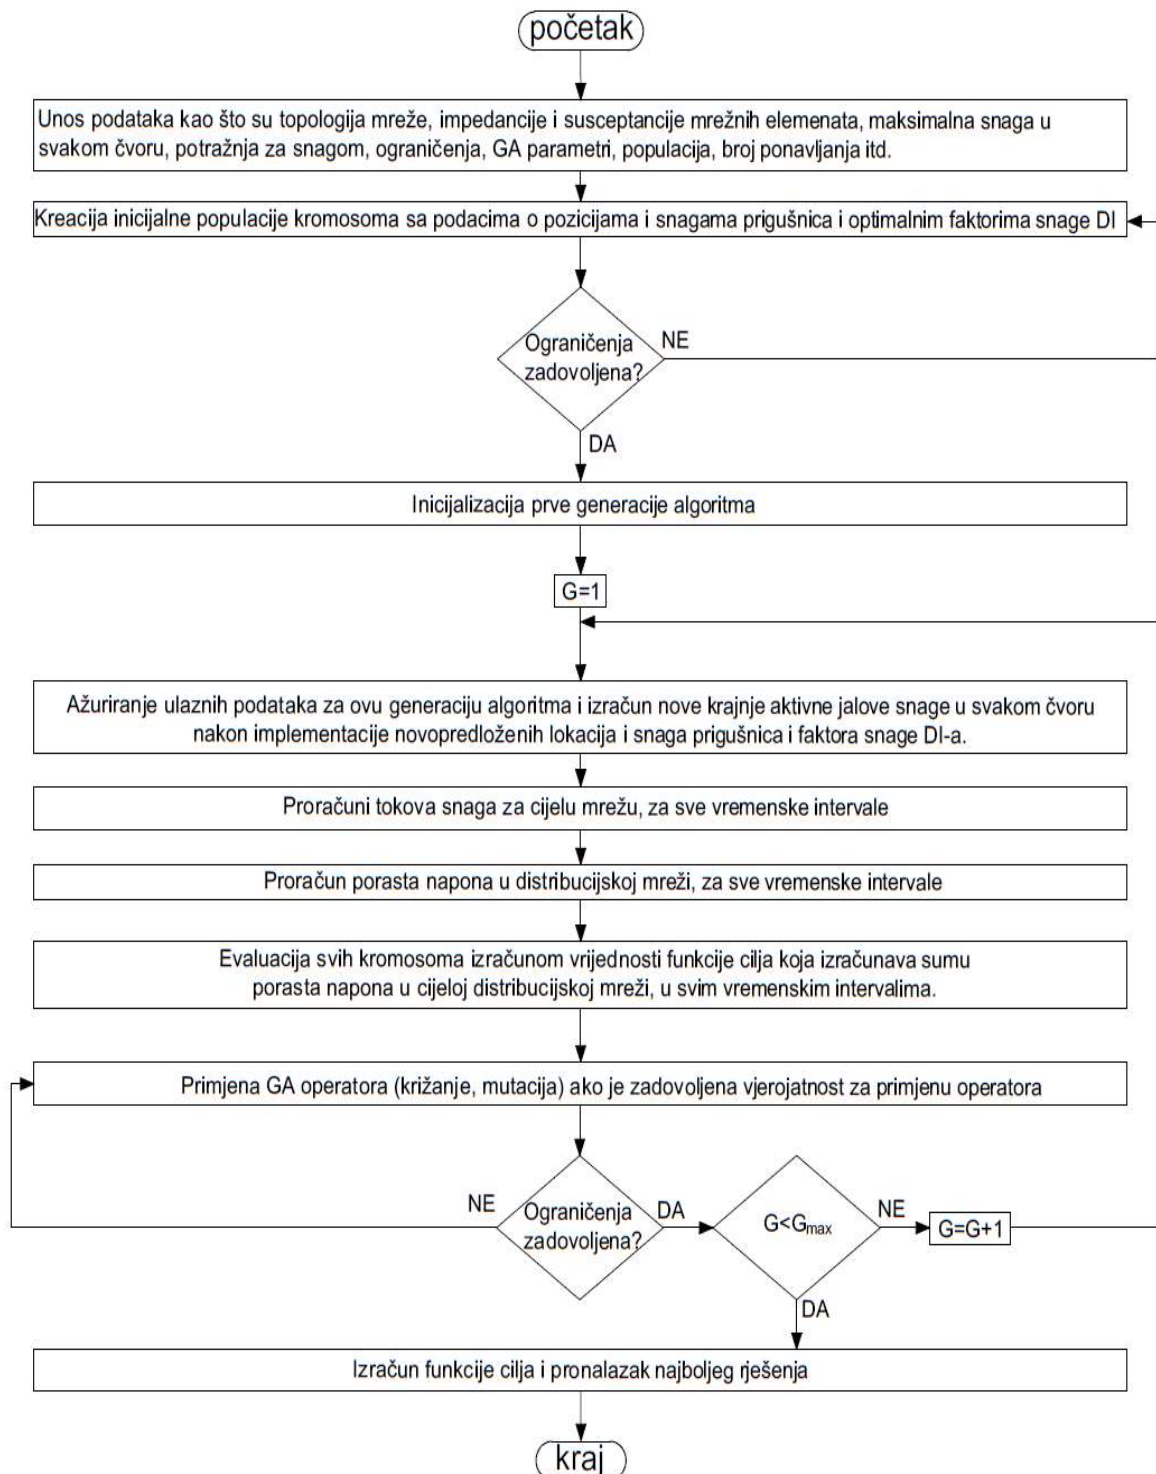 početak
Unos podataka kao što su topologija mreže, impedancije i susceptancije mrežnih elemenata, maksimalna snaga u
svakom čvoru, potražnja za snagom, ograničenja, GA parametri, populacija, broj ponavljanja itd.
Kreacija inicijalne populacije kromosoma sa podacima o pozicijama i snagama prigušnica i optimalnim faktorima snage DI
Ograničenja
zadovoljena?
NE
DA
Inicijalizacija prve generacije algoritma
G=1
Ažuriranje ulaznih podataka za ovu generaciju algoritma i izračun nove krajnje aktivne jalove snage u svakom čvoru
nakon implementacije novopredloženih lokacija i snaga prigušnica i faktora snage DI-a.
Proračuni tokova snaga za cijelu mrežu, za sve vremenske intervale
Proračun porasta napona u distribucijskoj mreži, za sve vremenske intervale
Evaluacija svih kromosoma izračunom vrijednosti funkcije cilja koja izračunava sumu
porasta napona u cijeloj distribucijskoj mreži, u svim vremenskim intervalima.
Primjena GA operatora (križanje, mutacija) ako je zadovoljena vjerojatnost za primjenu operatora
NE
Ograničenja
zadovoljena?
DA
G<Gmax
NE
G=G+1
DA
Izračun funkcije cilja i pronalazak najboljeg rješenja
kraj